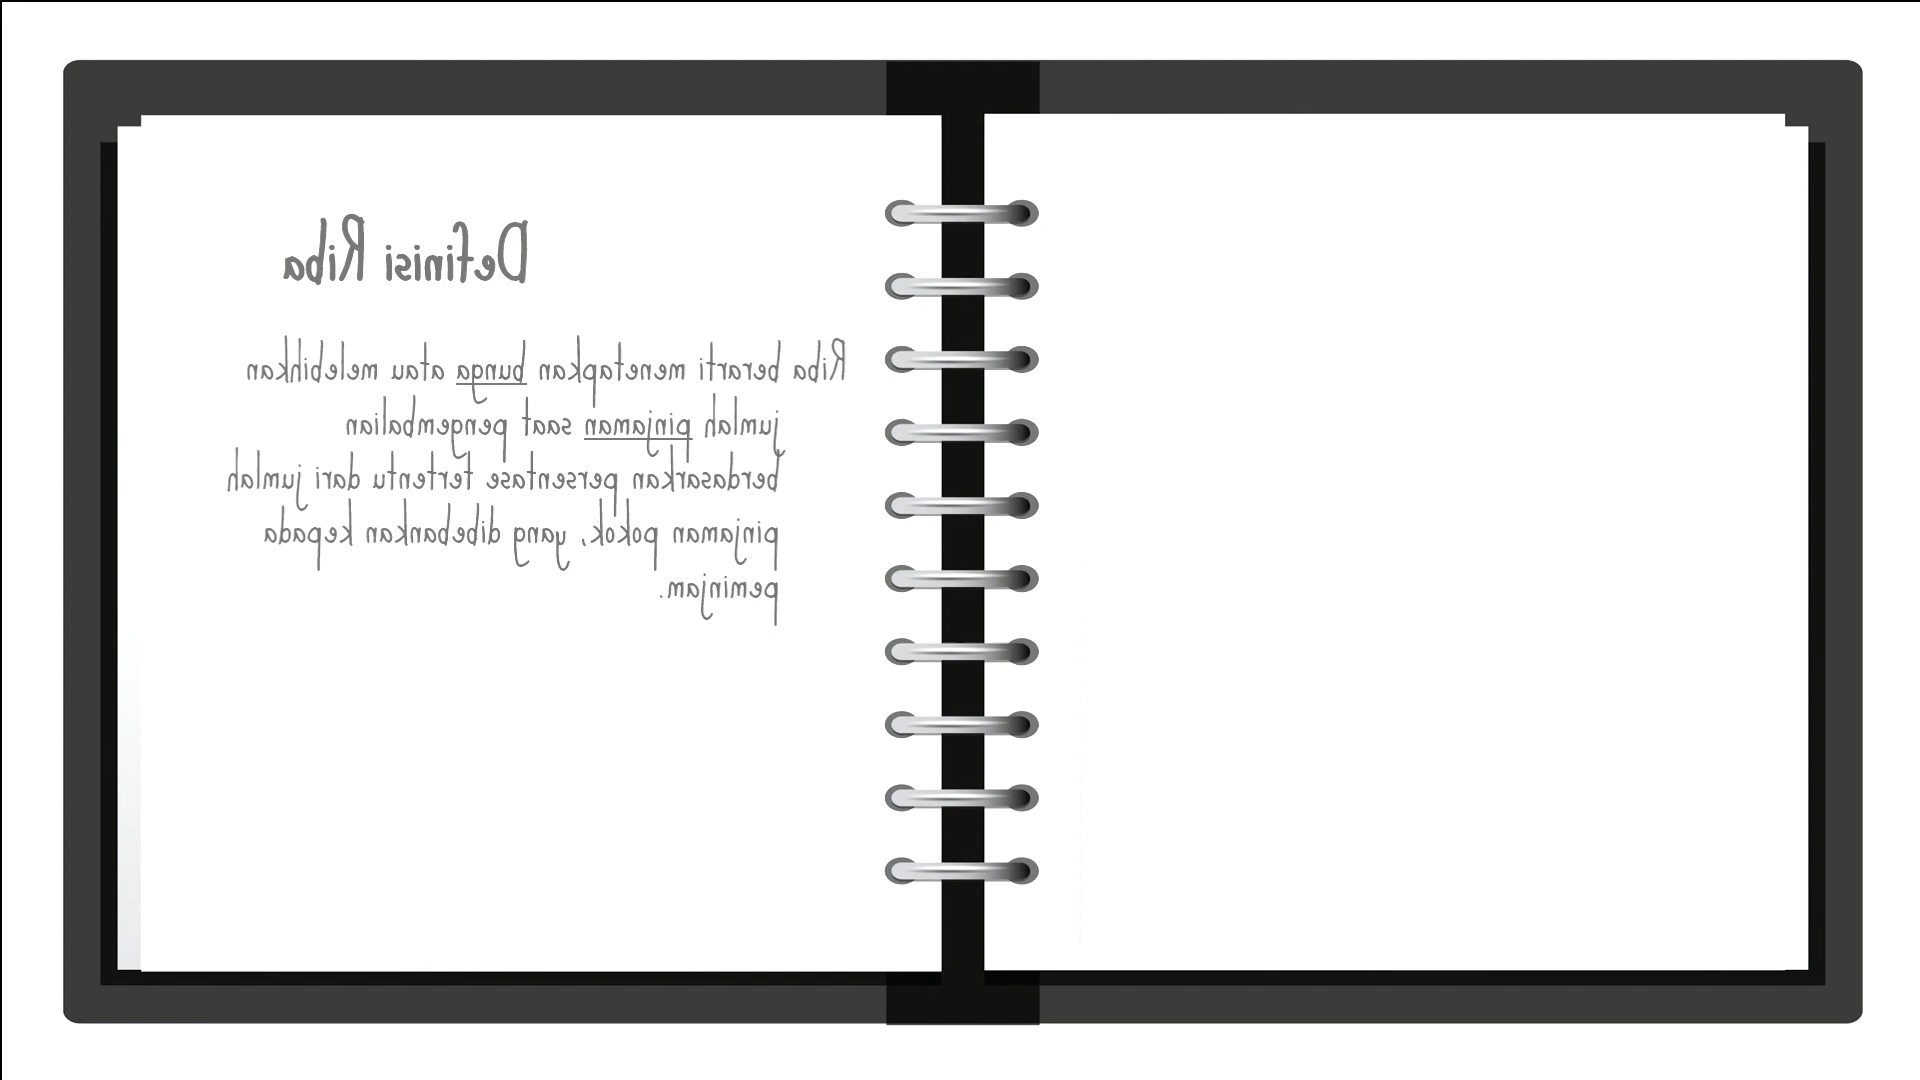 Definisi Riba
Riba berarti menetapkan bunga atau melebihkan
jumlah pinjaman saat pengembalian
berdasarkan persentase tertentu dari jumlah
pinjaman pokok, yang dibebankan kepada
peminjam.